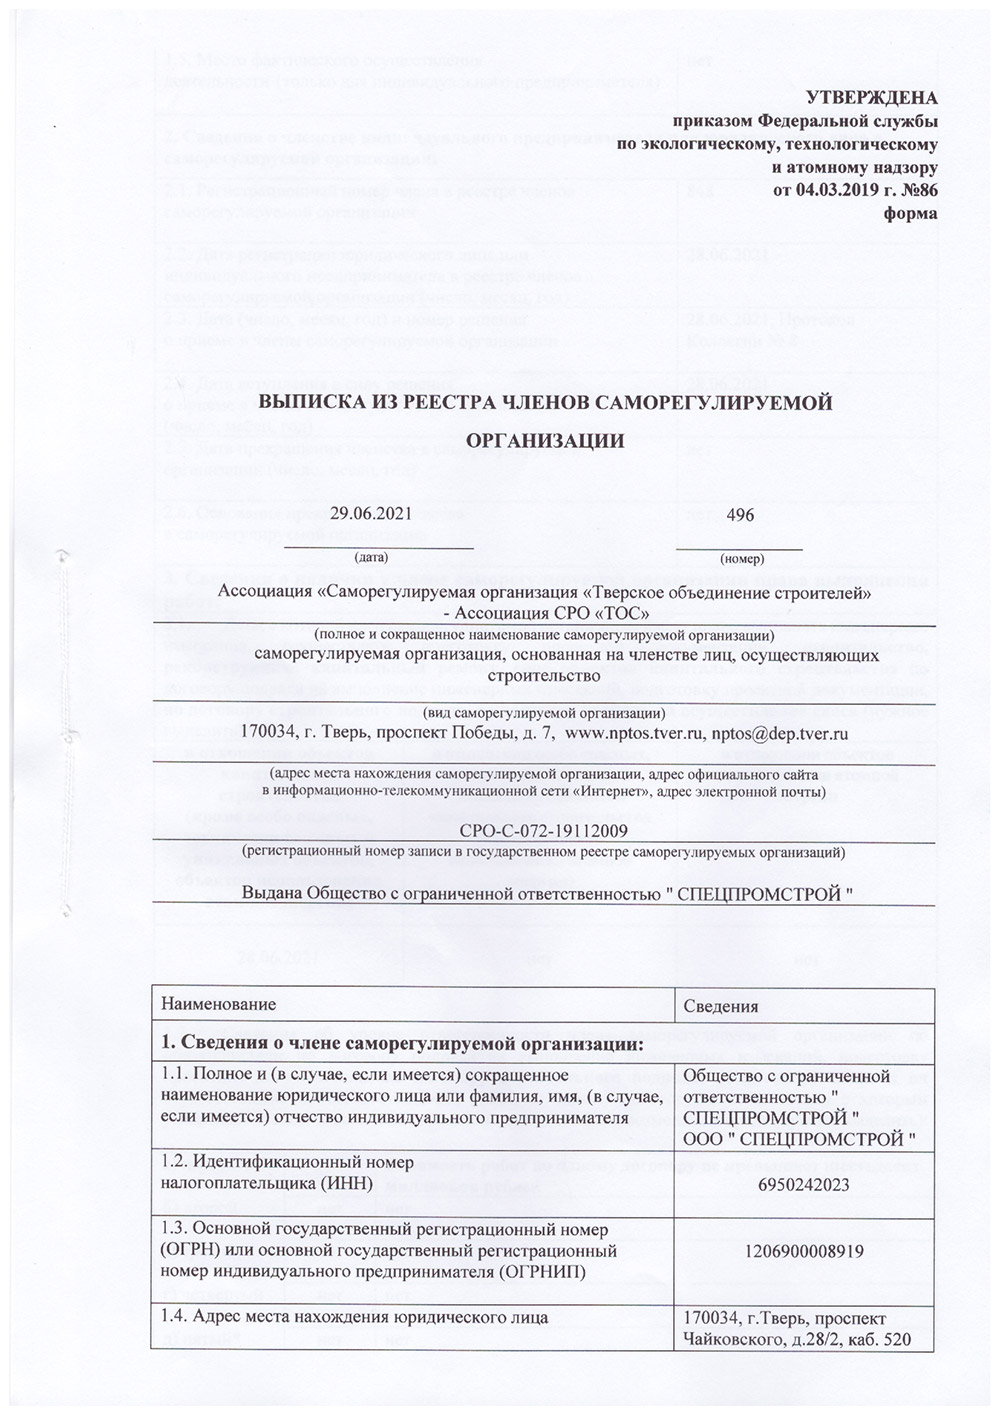 УТВЕРЖДЕНА
приказом Федеральной службы
по экологическому, технологическому
и атомному надзору
от 04.03.2019 г. №86
форма
ВЫПИСКА ИЗ РЕЕСТРА ЧЛЕНОВ САМОРЕГУЛИРУЕМОЙ
ОРГАНИЗАЦИИ
29.06.2021 496
(дата) (номер)
Ассоциация «Саморегулируемая организация «Тверское объединение строителей»
- Ассоциация СРО «ТОС»
(полное и сокращенное наименование саморегулируемой организации)
саморегулируемая организация, основанная на членстве лиц, осуществляющих
строительство
(вид саморегулируемой организации)
170034, г. Тверь, проспект Победы, д. 7, www.nptos.tver.ru, nptos@dep.tver.ru
(адрес места нахождения саморегулируемой организации, адрес официального сайта
в информационно-телекоммуникационной сети «Интернет», адрес электронной почты)
СРО-С-072-19112009
(регистрационный номер записи в государственном реестре саморегулируемых организаций)
Выдана Общество с ограниченной ответственностью " СПЕЦПРОМСТРОЙ "
Наименование Сведения
1. Сведения о члене саморегулируемой организации:
1.1. Полное и (в случае, если имеется) сокращенное
наименование юридического лица или фамилия, имя, (в случае,
если имеется) отчество индивидуального предпринимателя
Общество с ограниченной
ответственностью "
СПЕЦПРОМСТРОЙ "
ООО " СПЕЦПРОМСТРОЙ "
1.2. Идентификационный номер
налогоплательщика (ИНН)
6950242023
1.3. Основной государственный регистрационный номер
(ОГРН) или основной государственный регистрационный
номер индивидуального предпринимателя (ОГРНИП)
1206900008919
1.4. Адрес места нахождения юридического лица
170034, г.Тверь, проспект
Чайковского, д.28/2, каб. 520